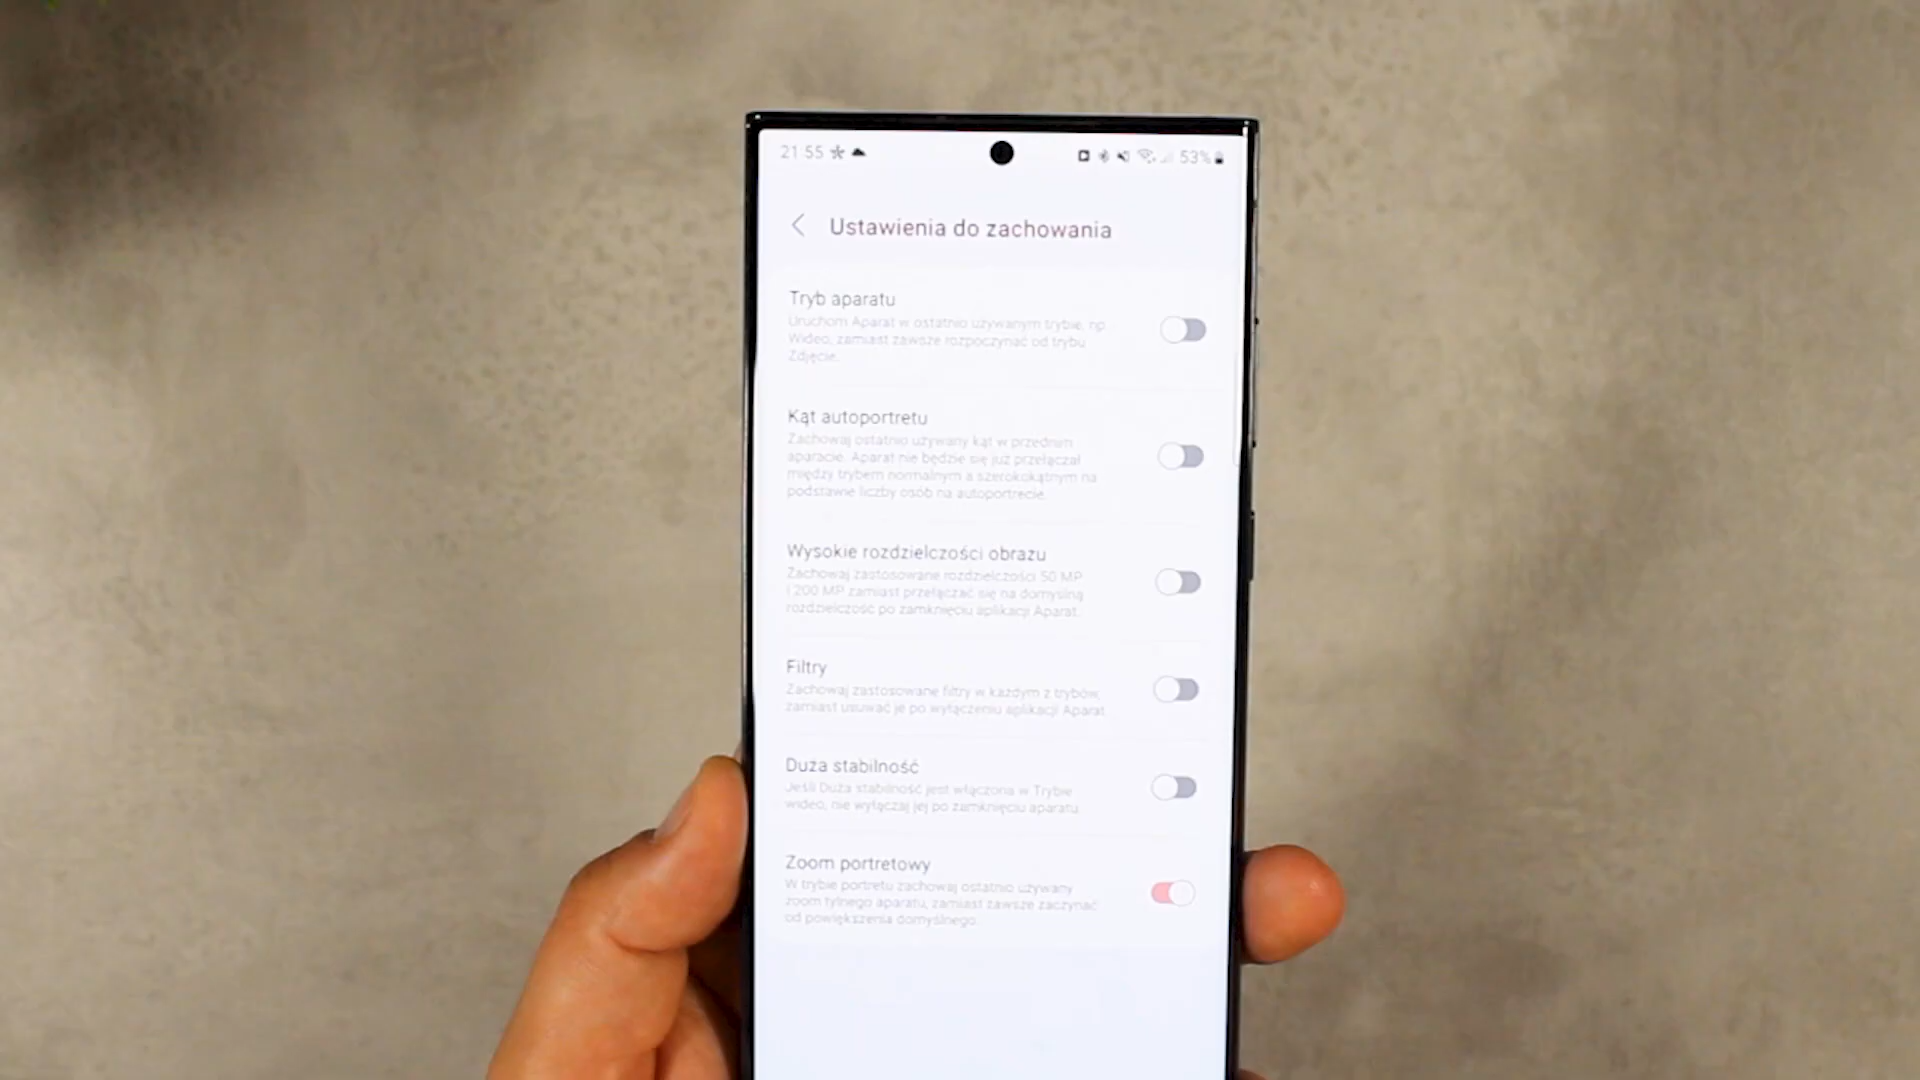 21:55
53%
Ustawienia do zachowania
Tryb aparatu
Uruchom Aparat w ostatnio używanym trybie, np.
Wideo, zamiast zawsze rozpoczynać od trybu
Zdjęcie.
Kąt autoportretu
Zachowaj ostatnio używany kąt w przednim
aparacie. Aparat nie będzie się już przełączał
między trybem normalnym a szerokokątnym na
podstawie liczby osób na autoportrecie.
Wysokie rozdzielczości obrazu
Zachowaj zastosowane rozdzielczości 50 MP
i 200 MP zamiast przełączać się na domyślną
rozdzielczość po zamknięciu aplikacji Aparat.
Filtry
Zachowaj zastosowane filtry w każdym z trybów,
zamiast usuwać je po wyłączeniu aplikacji Aparat.
Duża stabilność
Jeśli Duża stabilność jest włączona w Trybie
wideo, nie wyłączaj jej po zamknięciu aparatu.
Zoom portretowy
W trybie portretu zachowaj ostatnio używany
zoom tylnego aparatu, zamiast zawsze zaczynać
od powiększenia domyślnego.